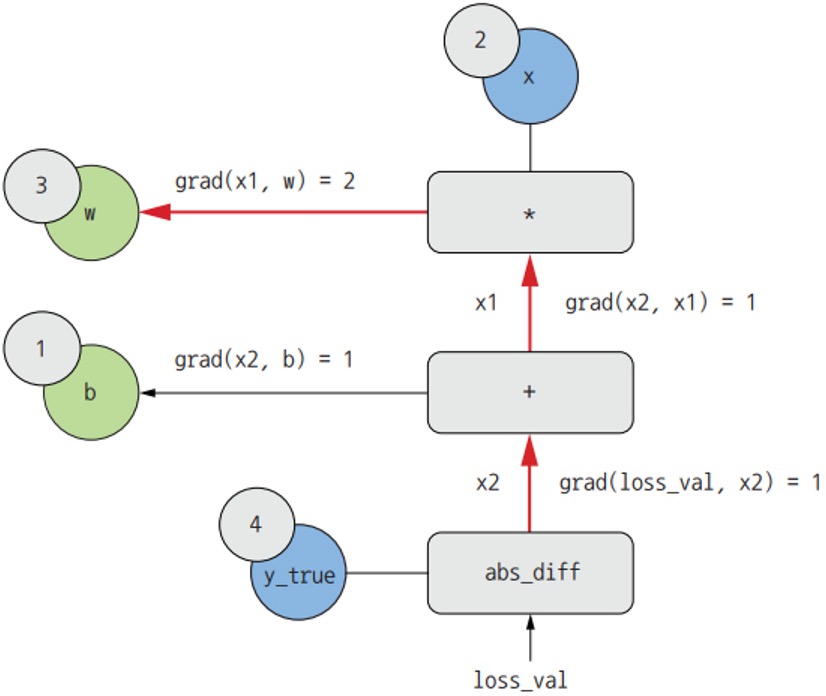 2
x
3
w
grad(x1, w) = 2
*
x1
grad(x2, x1) = 1
1
b
grad(x2, b) = 1
+
x2
grad(loss_val, x2) = 1
4
y_true
abs_diff
loss_val